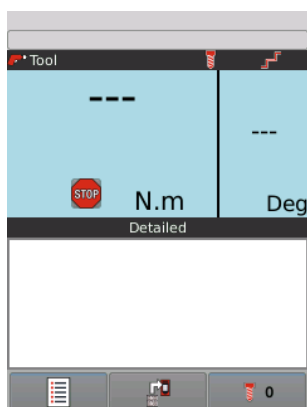 Tool
---
---
STOP
N.m
Deg
Detailed
0